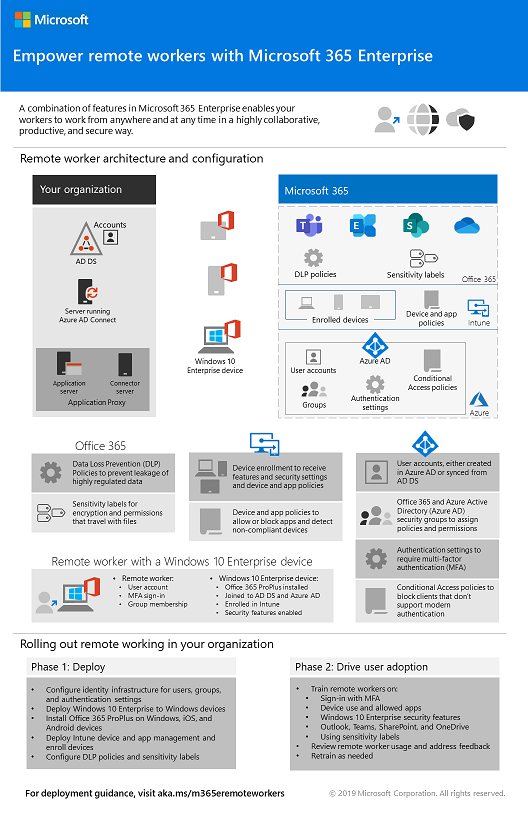 Microsoft
Empower remote workers with Microsoft 365 Enterprise
A combination of features in Microsoft 365 Enterprise enables your
workers to work from anywhere and at any time in a highly collaborative,
productive, and secure way.
Remote worker architecture and configuration
Your organization
Accounts
AD DS
Server running
Azure AD Connect
Application
server
Connector
server
Application Proxy
Windows 10
Enterprise device
Microsoft 365
T
E
S
DLP policies
Sensitivity labels
Office 365
Enrolled devices
Device and app
policies
Intune
User accounts
Azure AD
Groups
Authentication
settings
Conditional
Access policies
Azure
Office 365
Data Loss Prevention (DLP)
Policies to prevent leakage of
highly regulated data
Sensitivity labels for
encryption and permissions
that travel with files
Device enrollment to receive
features and security settings
and device and app policies
Device and app policies to
allow or block apps and detect
non-compliant devices
User accounts, either created
in Azure AD or synced from
AD DS
Office 365 and Azure Active
Directory (Azure AD)
security groups to assign
policies and permissions
Authentication settings to
require multi-factor
authentication (MFA)
Conditional Access policies to
block clients that don't
support modern
authentication
Remote worker with a Windows 10 Enterprise device
• Remote worker:
• User account
• MFA sign-in
• Group membership
• Windows 10 Enterprise device:
• Office 365 ProPlus installed
• Joined to AD DS and Azure AD
• Enrolled in Intune
• Security features enabled
Rolling out remote working in your organization
Phase 1: Deploy
• Configure identity infrastructure for users, groups,
and authentication settings
• Deploy Windows 10 Enterprise to Windows devices
• Install Office 365 ProPlus on Windows, iOS, and
Android devices
• Deploy Intune device and app management and
enroll devices
• Configure DLP policies and sensitivity labels
Phase 2: Drive user adoption
• Train remote workers on:
• Sign-in with MFA
• Device use and allowed apps
• Windows 10 Enterprise security features
• Outlook, Teams, SharePoint, and OneDrive
• Using sensitivity labels
• Review remote worker usage and address feedback
• Retrain as needed
For deployment guidance, visit aka.ms/m365eremoteworkers
© 2019 Microsoft Corporation. All rights reserved.